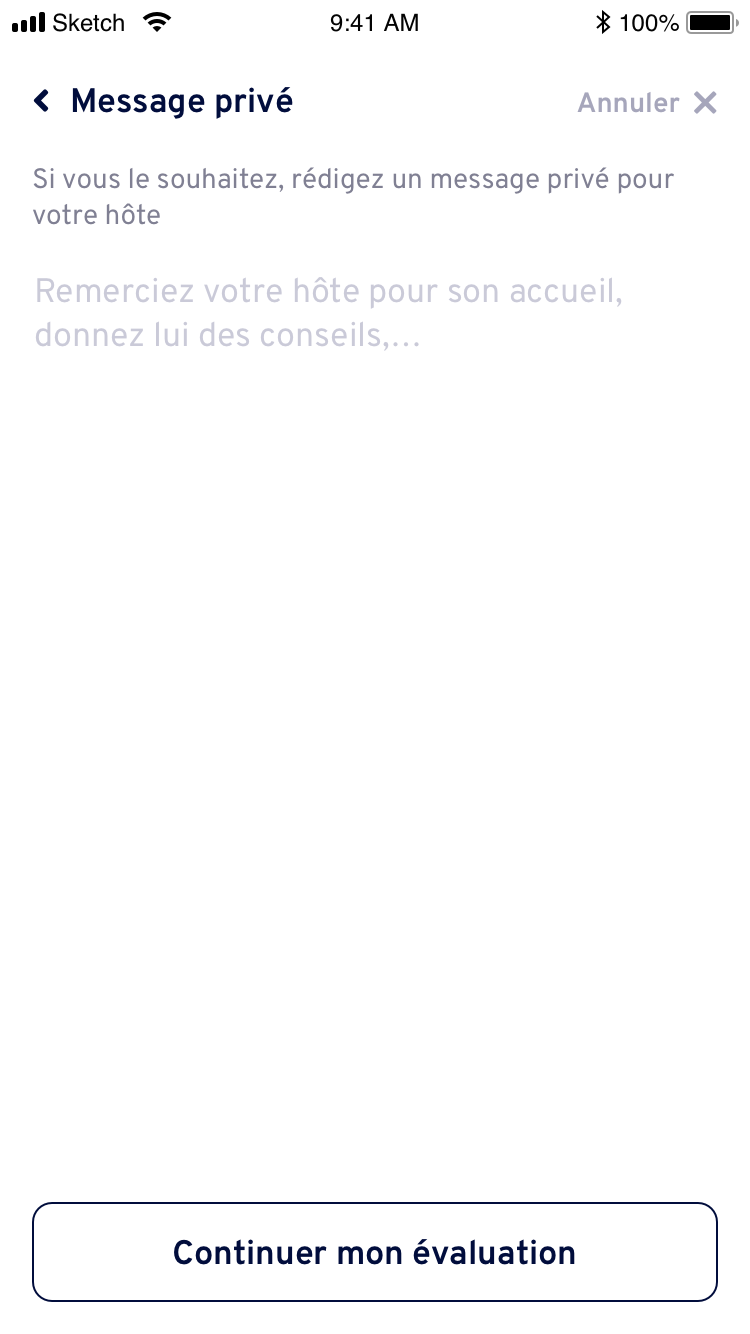 Sketch 9:41 AM 100%
Message privé Annuler
Si vous le souhaitez, rédigez un message privé pour
votre hôte
Remerciez votre hôte pour son accueil,
donnez lui des conseils,...
Continuer mon évaluation